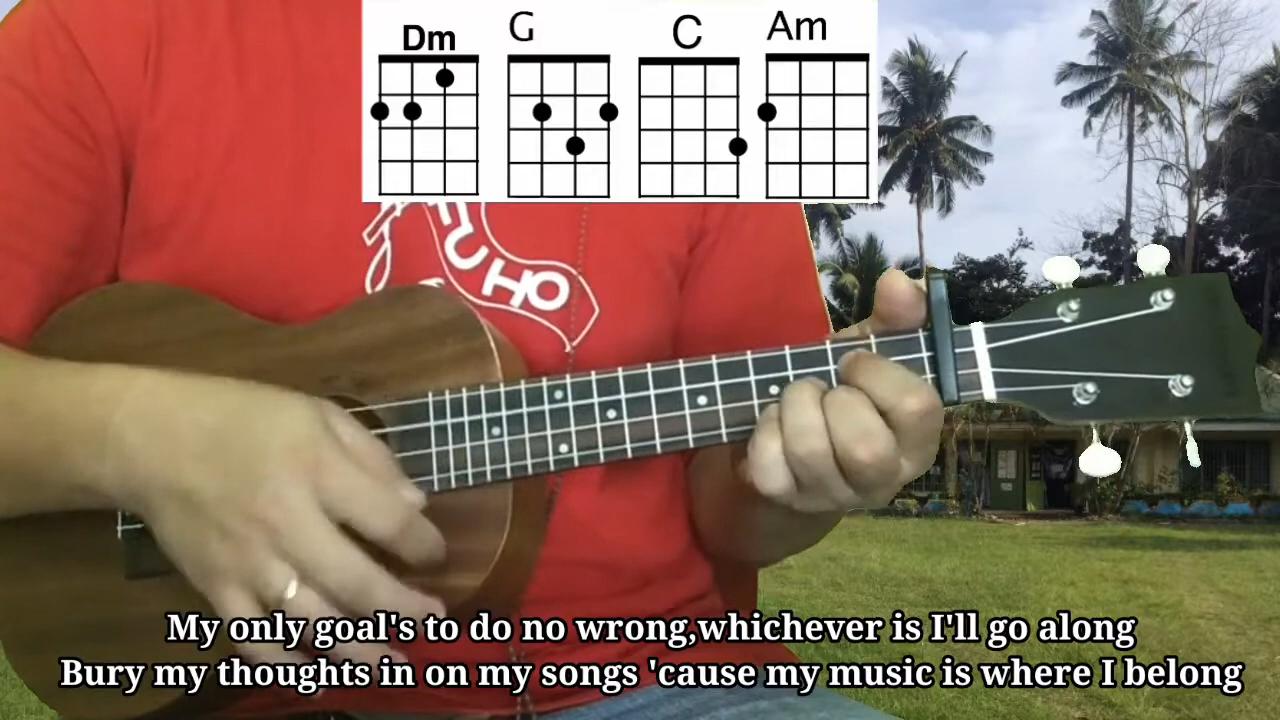 Dm G C Am
OHUƎ
My only goal's to do no wrong,whichever is I'll go along
Bury my thoughts in on my songs 'cause my music is where I belong